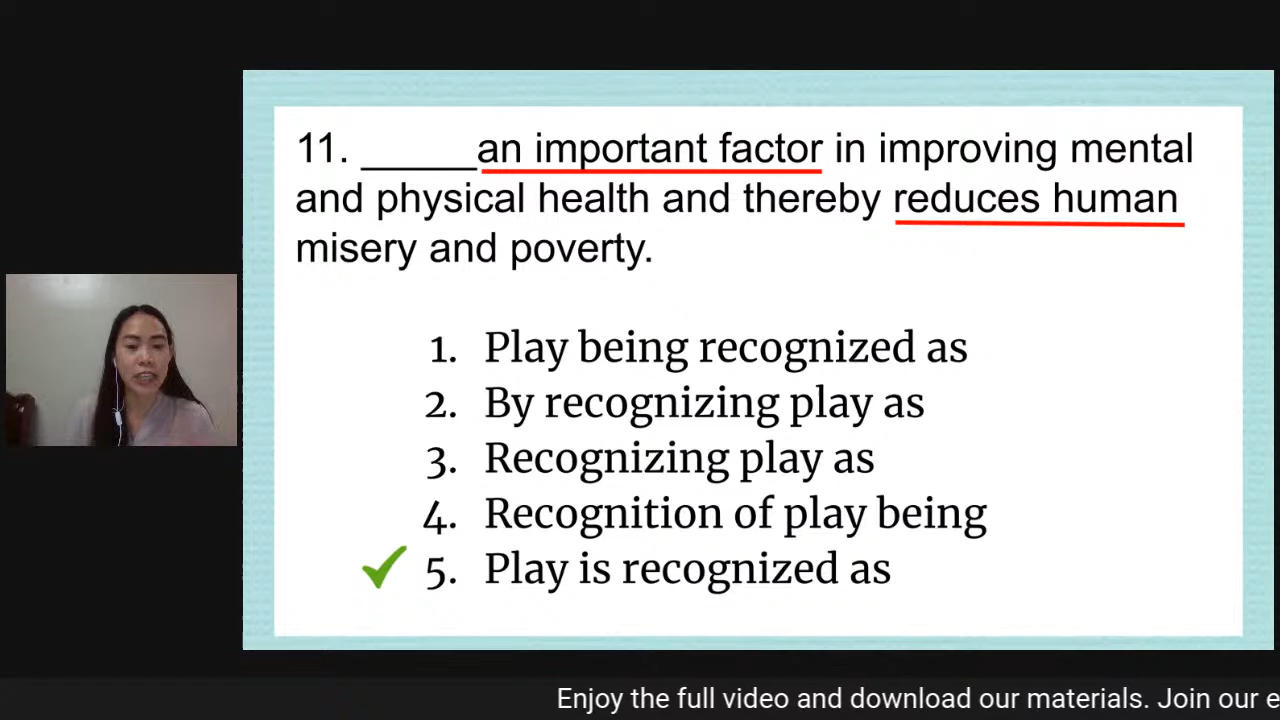 11. _____an important factor in improving mental
and physical health and thereby reduces human
misery and poverty.
1. Play being recognized as
2. By recognizing play as
3. Recognizing play as
4. Recognition of play being
5. Play is recognized as
Enjoy the full video and download our materials. Join our e